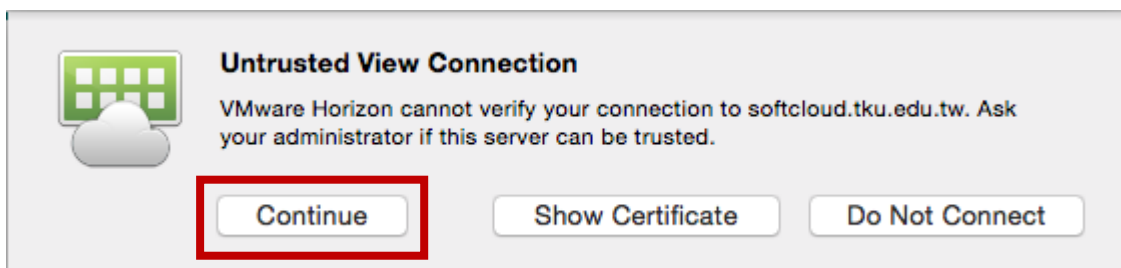 Untrusted View Connection
VMware Horizon cannot verify your connection to softcloud.tku.edu.tw. Ask
your administrator if this server can be trusted.
Continue Show Certificate Do Not Connect